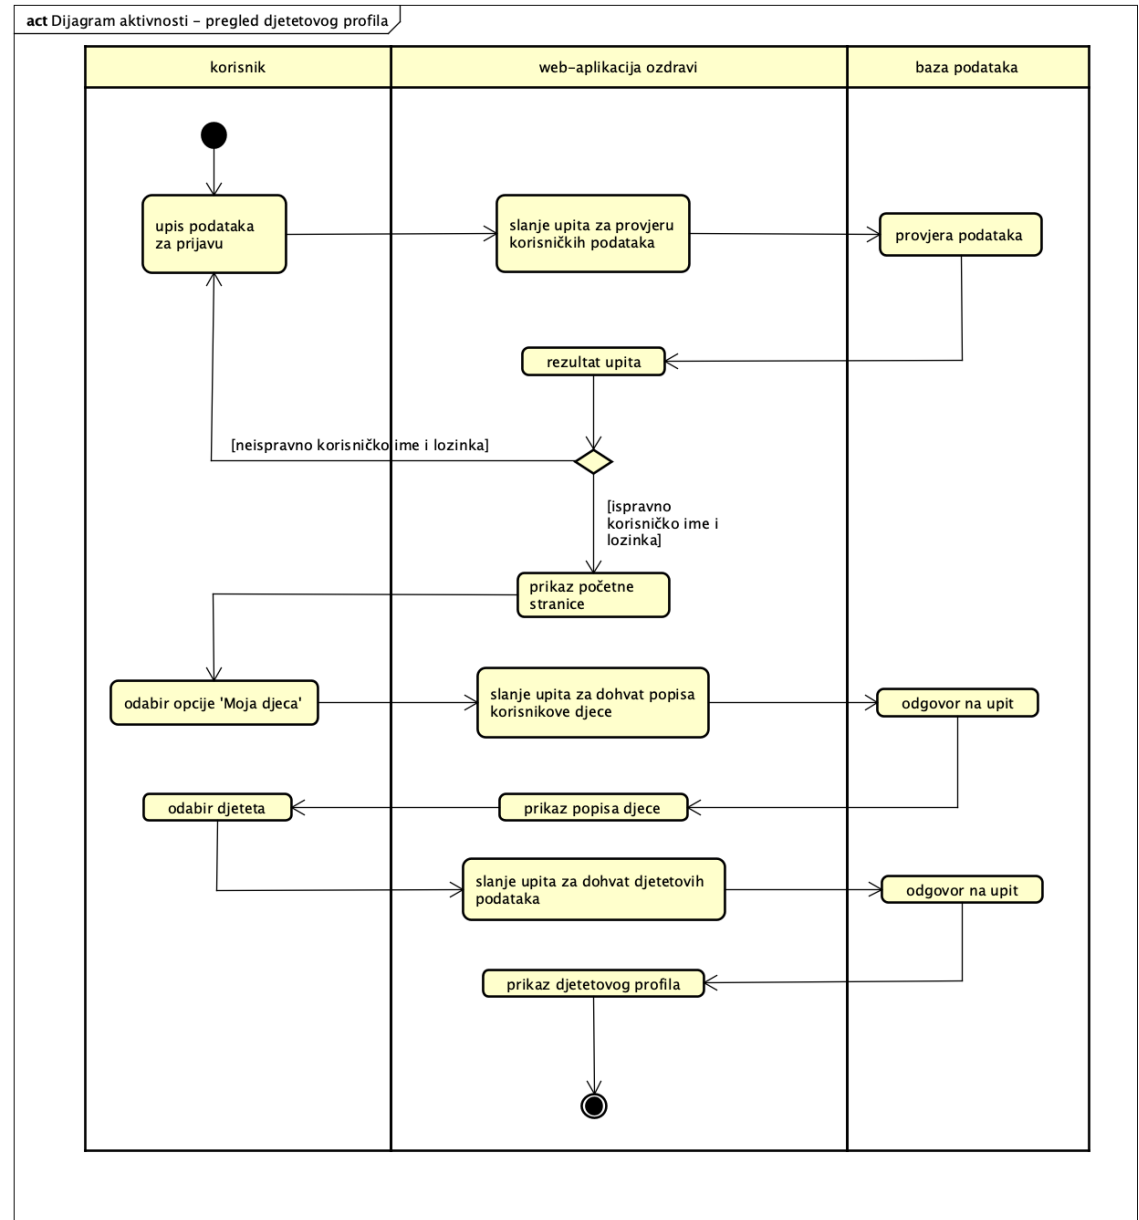 act Dijagram aktivnosti – pregled djetetovog profila
korisnik
web-aplikacija ozdravi
baza podataka
upis podataka
za prijavu
slanje upita za provjeru
korisničkih podataka
provjera podataka
rezultat upita
[neispravno korisničko ime i lozinka]
[ispravno
korisničko ime i
lozinka]
prikaz početne
stranice
odabir opcije 'Moja djeca'
slanje upita za dohvat popisa
korisnikove djece
odgovor na upit
odabir djeteta
prikaz popisa djece
slanje upita za dohvat djetetovih
podataka
odgovor na upit
prikaz djetetovog profila